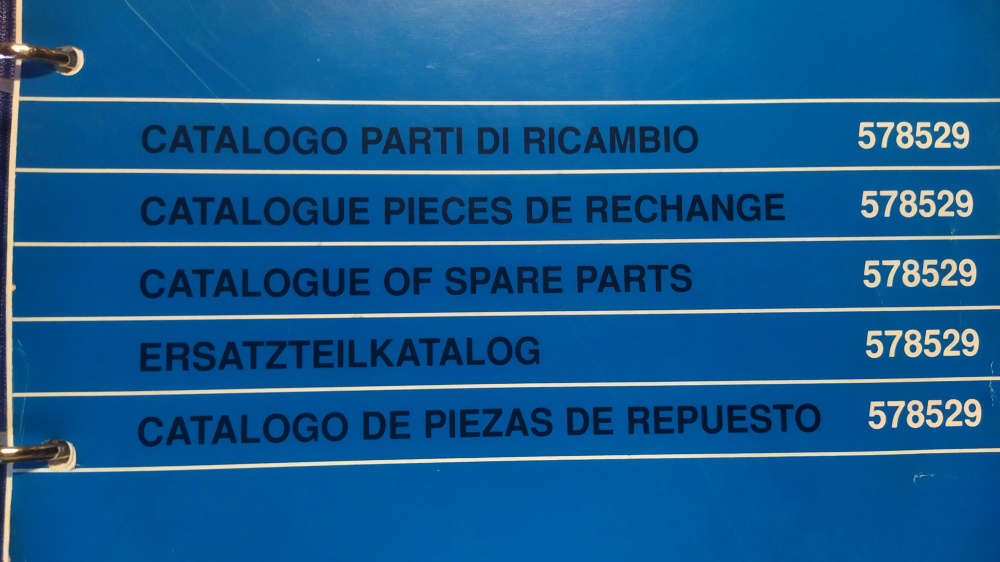 CATALOGO PARTI DI RICAMBIO 578529
CATALOGUE PIECES DE RECHANGE 578529
CATALOGUE OF SPARE PARTS 578529
ERSATZTEILKATALOG 578529
CATALOGO DE PIEZAS DE REPUESTO 578529